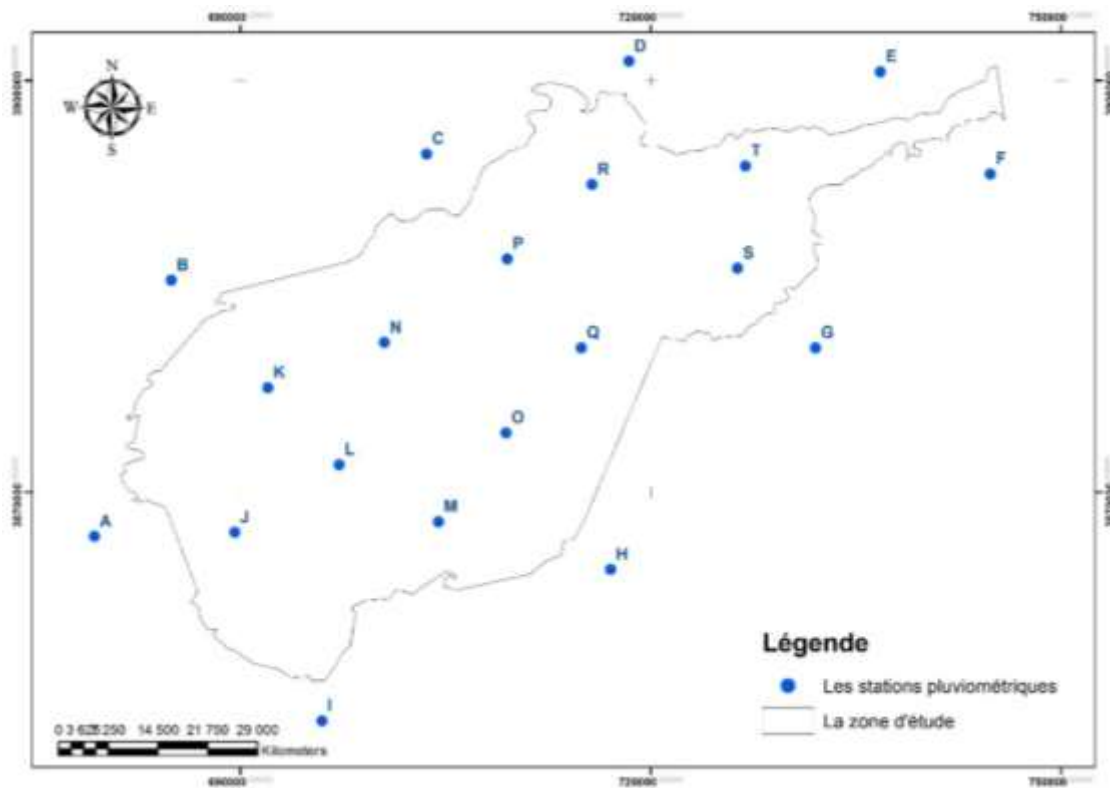 690000
720000
750000
N
W
E
S
D
E
C
T
R
F
P
B
S
N
Q
G
K
O
L
M
A
J
H
I
Légende
Les stations pluviométriques
La zone d'étude
14 500
21 750
29 000
Kilometers
690000
720000
750000